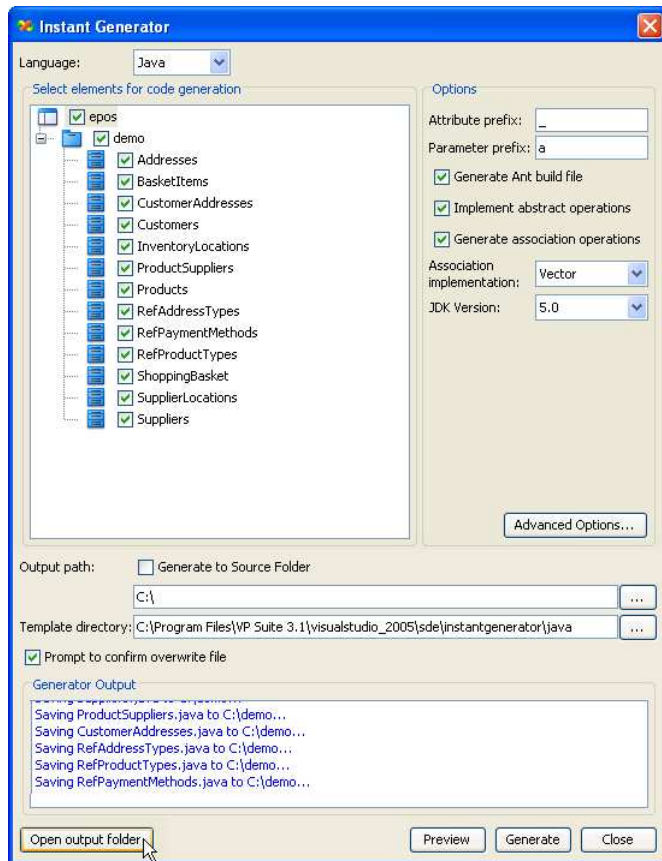 Instant Generator
Language: Java
Select elements for code generation
epos
demo
Addresses
BasketItems
CustomerAddresses
Customers
InventoryLocations
ProductSuppliers
Products
RefAddressTypes
RefPaymentMethods
RefProductTypes
ShoppingBasket
SupplierLocations
Suppliers
Options
Attribute prefix: _
Parameter prefix: a
Generate Ant build file
Implement abstract operations
Generate association operations
Association
implementation: Vector
JDK Version: 5.0
Advanced Options...
Output path: Generate to Source Folder
C:\ ...
Template directory: C:\Program Files\VP Suite 3.1\visualstudio_2005\sde\instantgenerator\java ...
Prompt to confirm overwrite file
Generator Output
Saving Suppliers.java to C:\demo...
Saving ProductSuppliers.java to C:\demo...
Saving CustomerAddresses.java to C:\demo...
Saving RefAddressTypes.java to C:\demo...
Saving RefProductTypes.java to C:\demo...
Saving RefPaymentMethods.java to C:\demo...
Open output folder Preview Generate Close